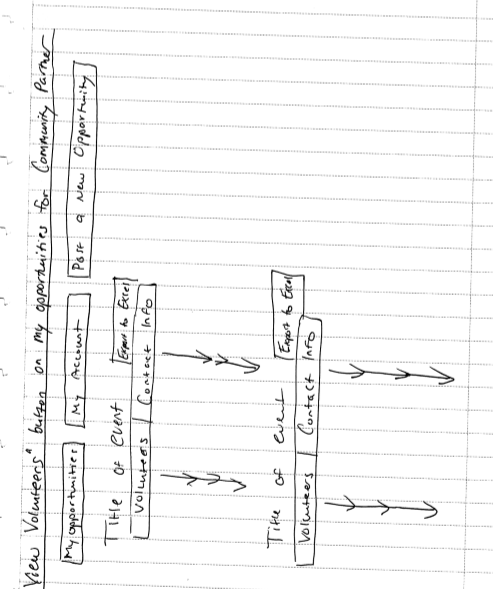 View Volunteers" button on my opportunities for Community Partner
My opportunities My Account Post a New Opportunity
Title of event Export to Excel
Volunteers Contact Info
Title of event Export to Excel
Volunteers Contact Info